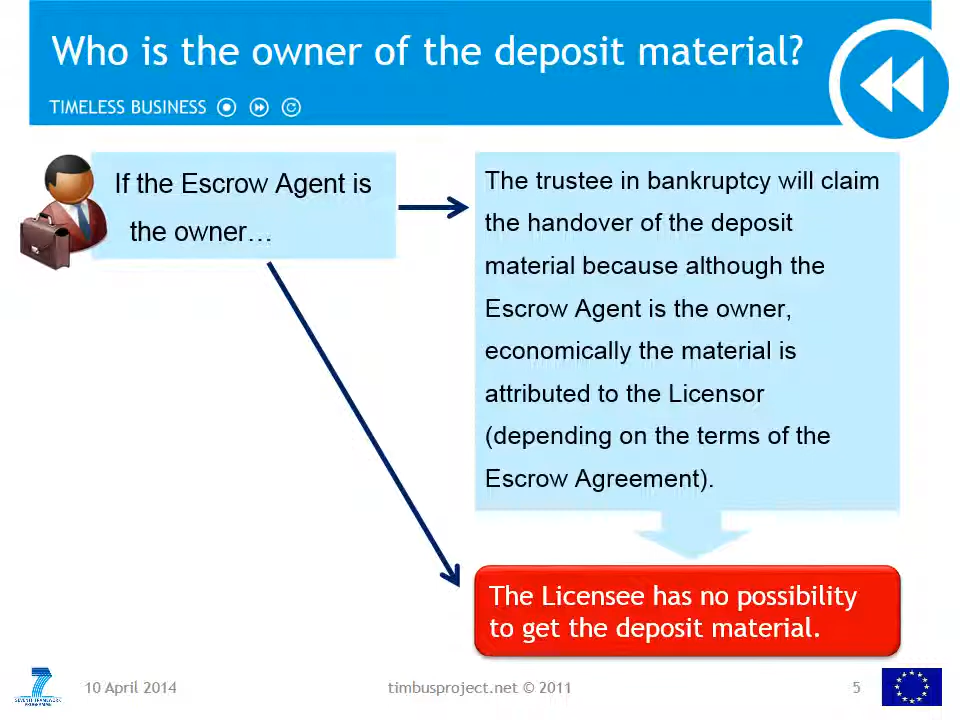 Who is the owner of the deposit material?
TIMELESS BUSINESS
If the Escrow Agent is
the owner…
The trustee in bankruptcy will claim
the handover of the deposit
material because although the
Escrow Agent is the owner,
economically the material is
attributed to the Licensor
(depending on the terms of the
Escrow Agreement).
The Licensee has no possibility
to get the deposit material.
SEVENTH FRAMEWORK
PROGRAMME
10 April 2014
timbusproject.net © 2011
5